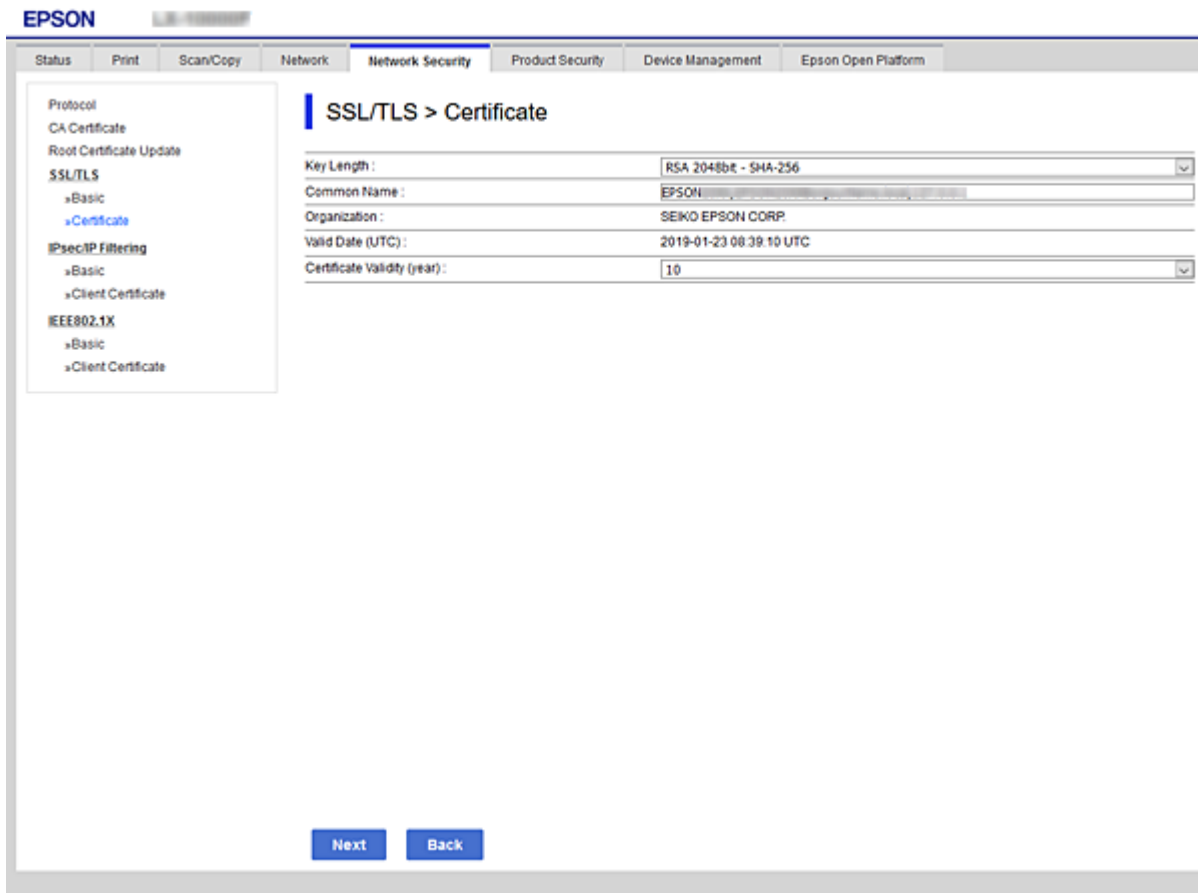 EPSON
Status Print Scan/Copy Network Network Security Product Security Device Management Epson Open Platform
Protocol
CA Certificate
Root Certificate Update
SSL/TLS
»Basic
»Certificate
IPsec/IP Filtering
»Basic
»Client Certificate
IEEE802.1X
»Basic
»Client Certificate
SSL/TLS > Certificate
Key Length : RSA 2048bit - SHA-256
Common Name : EPSON
Organization : SEIKO EPSON CORP.
Valid Date (UTC) : 2019-01-23 08:39:10 UTC
Certificate Validity (year) : 10
Next Back